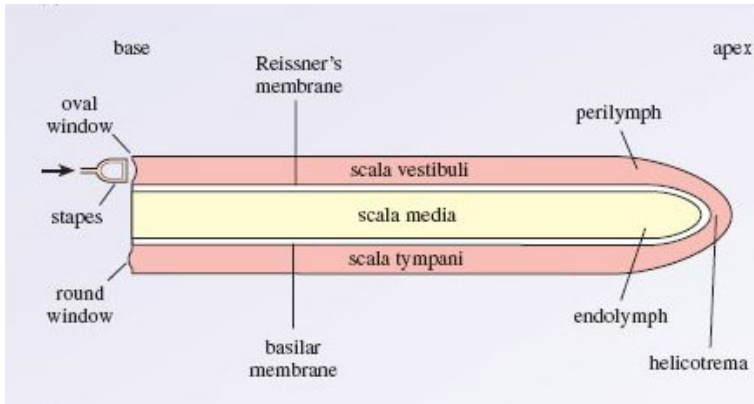 base
apex
Reissner's
membrane
oval
window
perilymph
scala vestibuli
stapes
scala media
scala tympani
round
window
endolymph
basilar
membrane
helicotrema